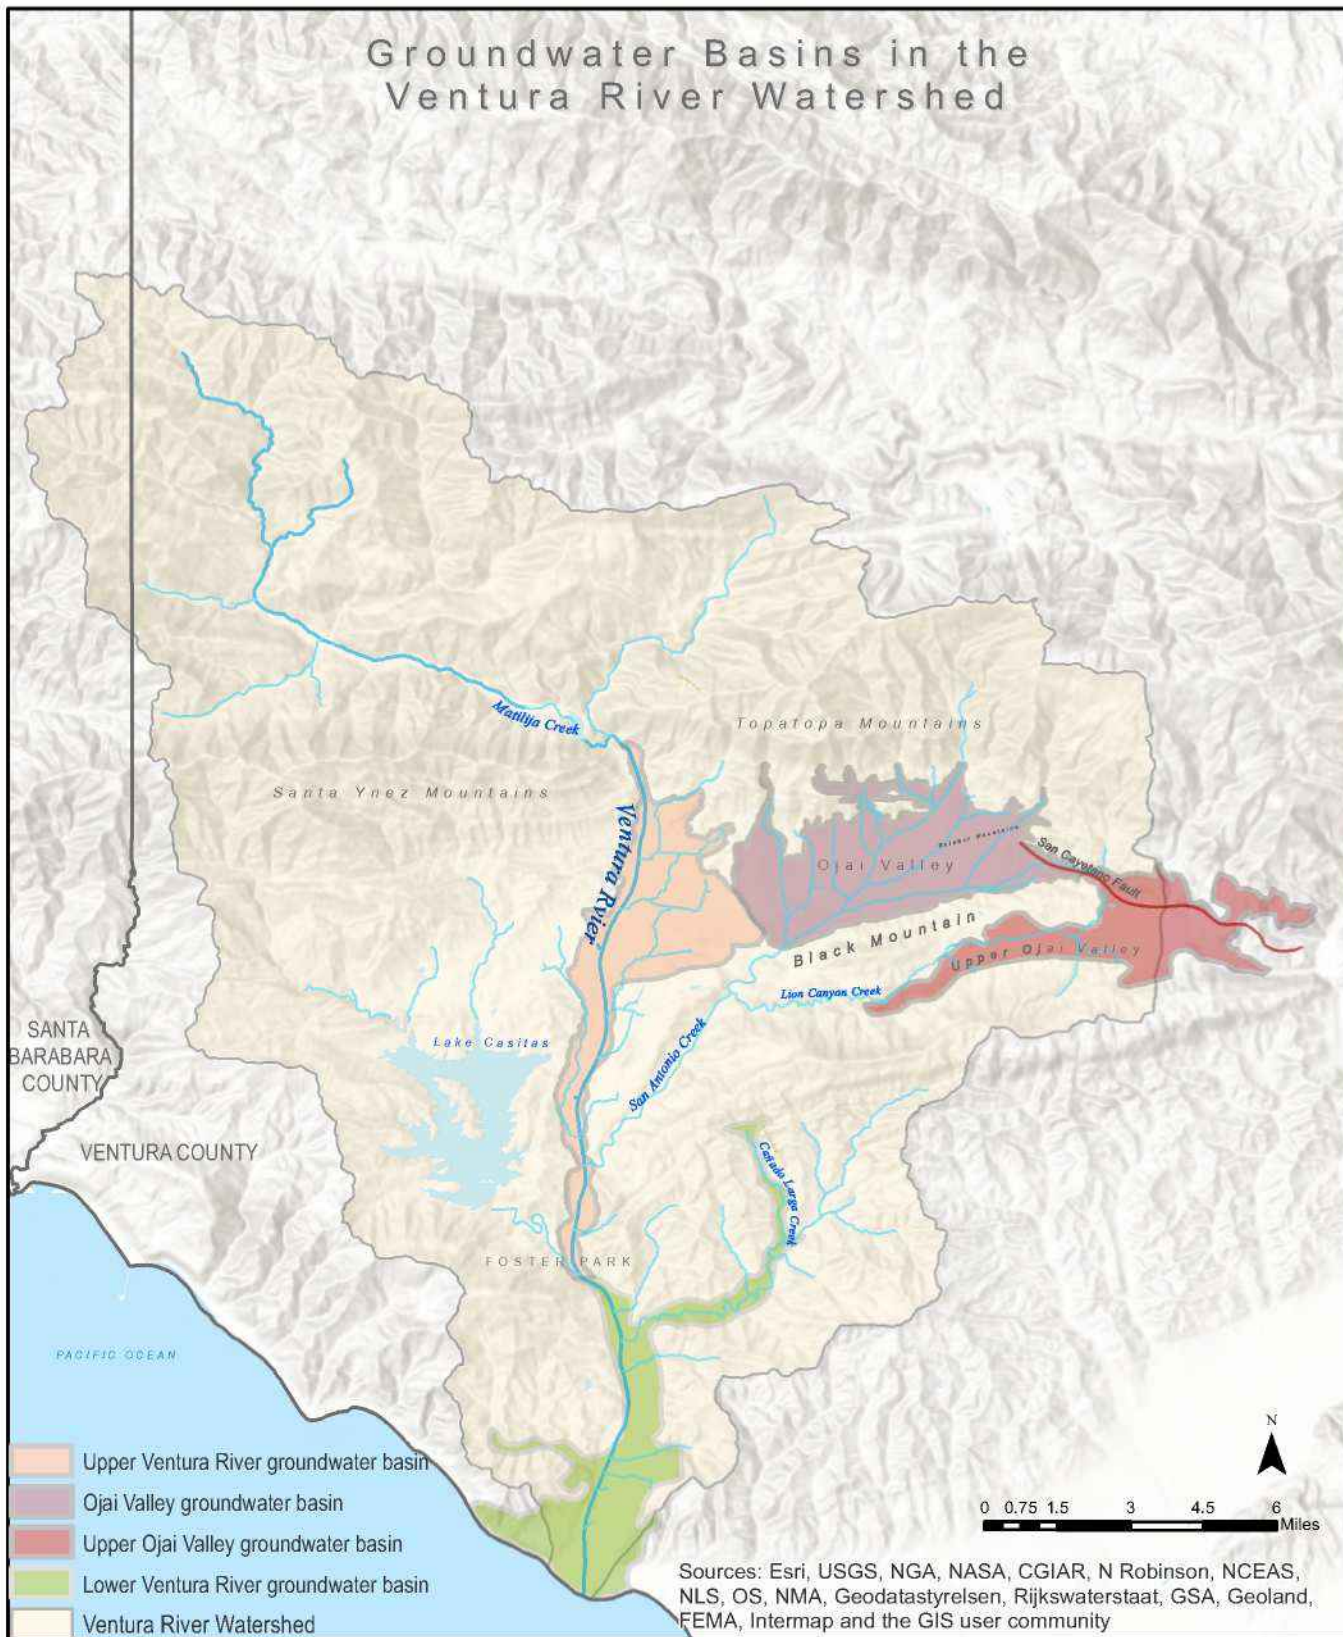 Groundwater Basins in the
Ventura River Watershed
Matilija Creek
Topatopa Mountains
Santa Ynez Mountains
Ventura Rvier
Ojai Valley
San Cayetano Fault
Black Mountain
Upper Ojai Valley
Lion Canyon Creek
San Antonio Creek
Lake Casitas
SANTA
BARABARA
COUNTY
VENTURA COUNTY
Cañada Larga Creek
FOSTER PARK
PACIFIC OCEAN
N
0 0.75 1.5 3 4.5 6
Miles
Upper Ventura River groundwater basin
Ojai Valley groundwater basin
Upper Ojai Valley groundwater basin
Lower Ventura River groundwater basin
Ventura River Watershed
Sources: Esri, USGS, NGA, NASA, CGIAR, N Robinson, NCEAS,
NLS, OS, NMA, Geodatastyrelsen, Rijkswaterstaat, GSA, Geoland,
FEMA, Intermap and the GIS user community